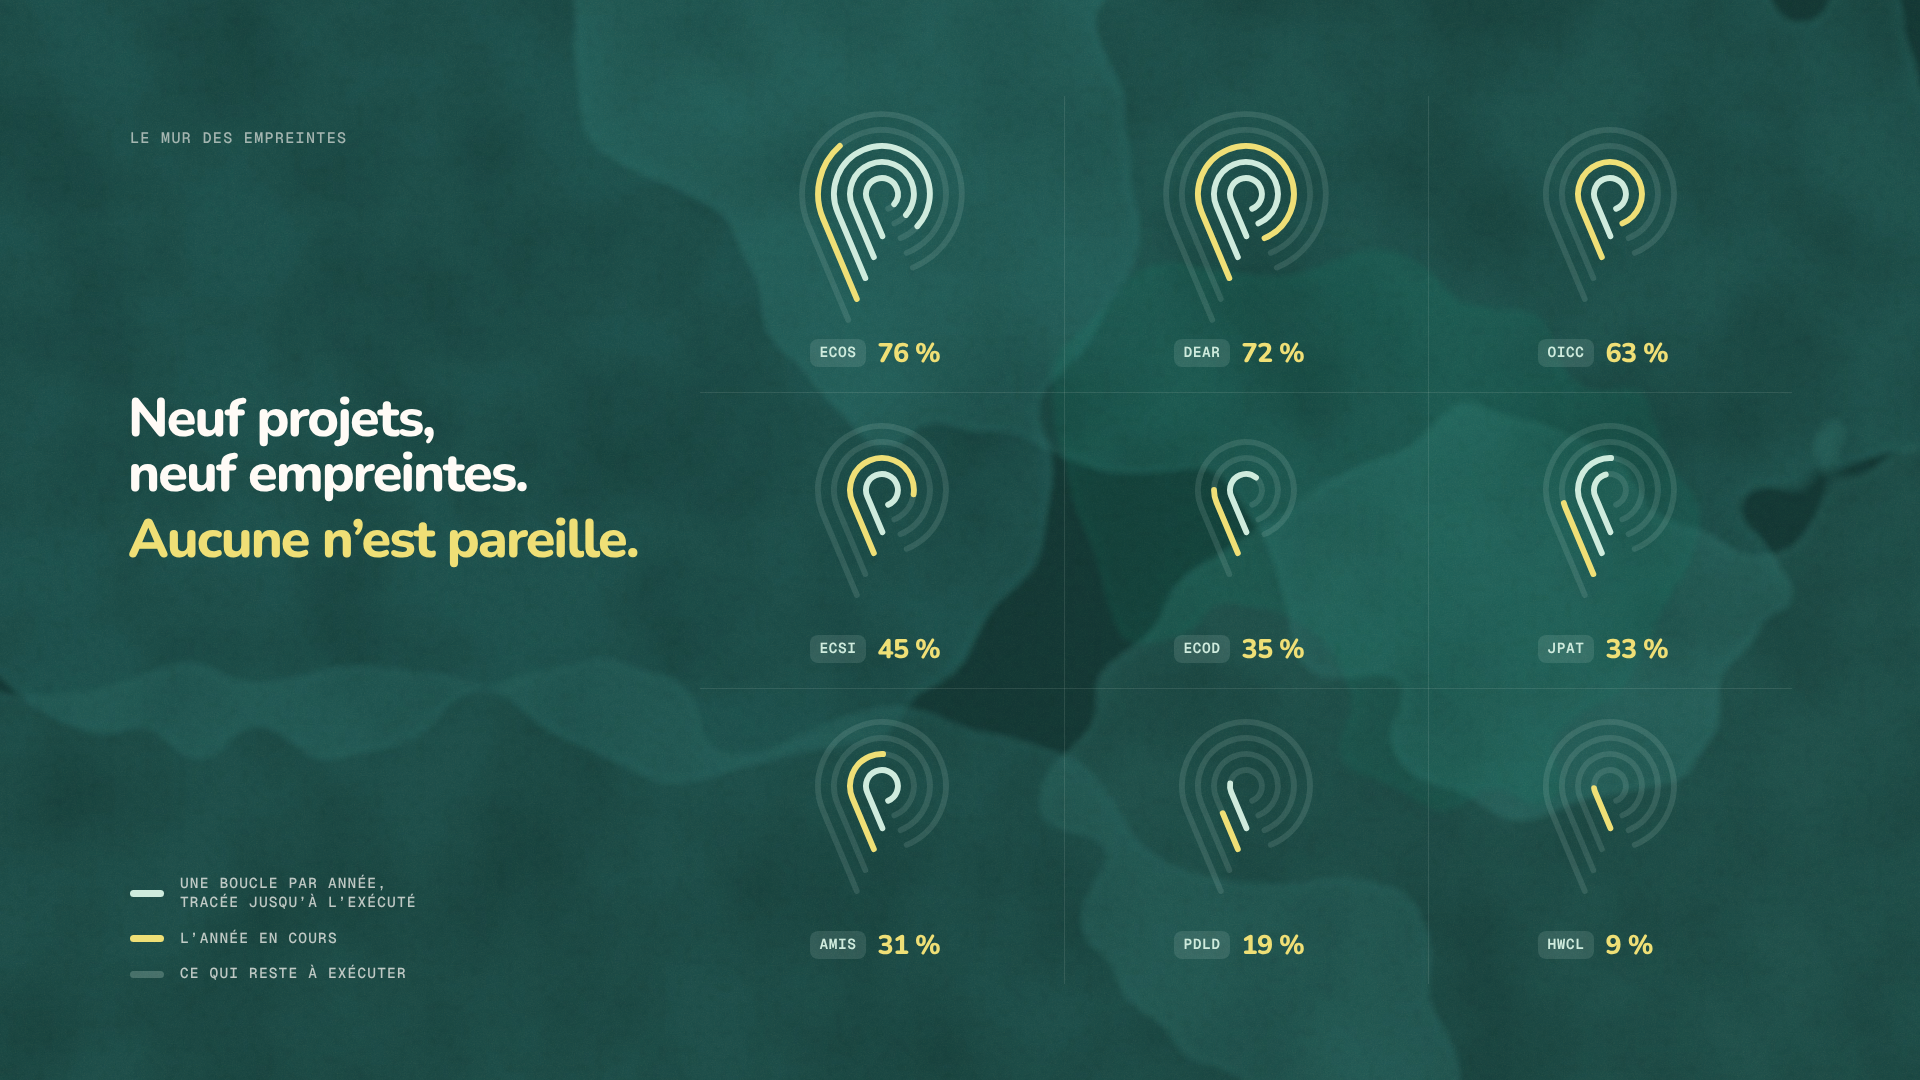 LE MUR DES EMPREINTES
Neuf projets,
neuf empreintes.
Aucune n’est pareille.
UNE BOUCLE PAR ANNÉE,
TRACÉE JUSQU’À L’EXÉCUTÉ
L’ANNÉE EN COURS
CE QUI RESTE À EXÉCUTER
ECOS 76 %
DEAR 72 %
OICC 63 %
ECSI 45 %
ECOD 35 %
JPAT 33 %
AMIS 31 %
PDLD 19 %
HWCL 9 %